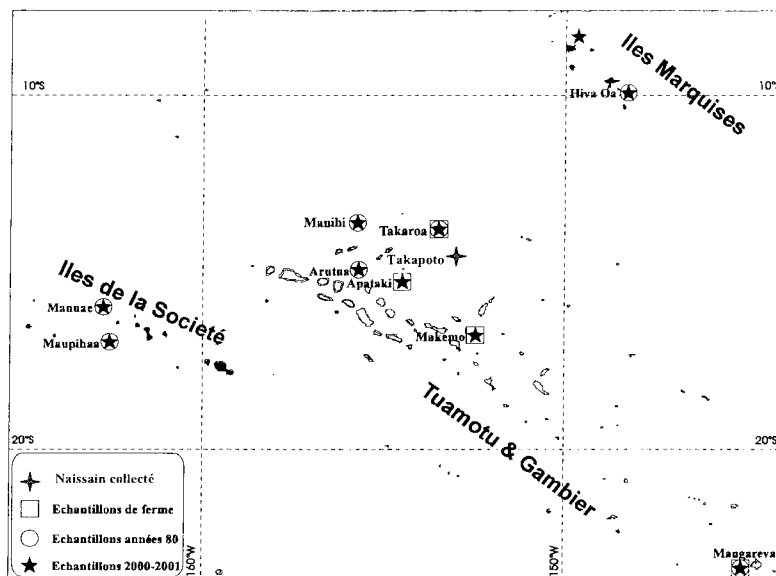 Iles Marquises
10°S
10°
Hiva Oa
Manihi
Takaroa
Takapoto
Arutua
Apataki
Iles de la Societé
Manuae
Maupihaa
Makemo
Tuamotu & Gambier
20°S
20°S
Naissain collecté
Echantillons de ferme
Echantillons années 80
Echantillons 2000-2001
160°W
150°W
Mangareva